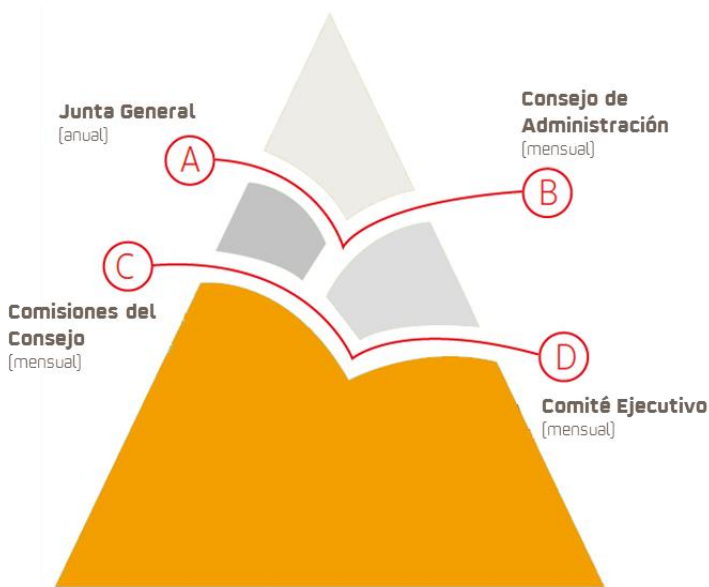 Junta General
(anual)
A
Consejo de
Administración
(mensual)
B
C
Comisiones del
Consejo
(mensual)
D
Comité Ejecutivo
(mensual)